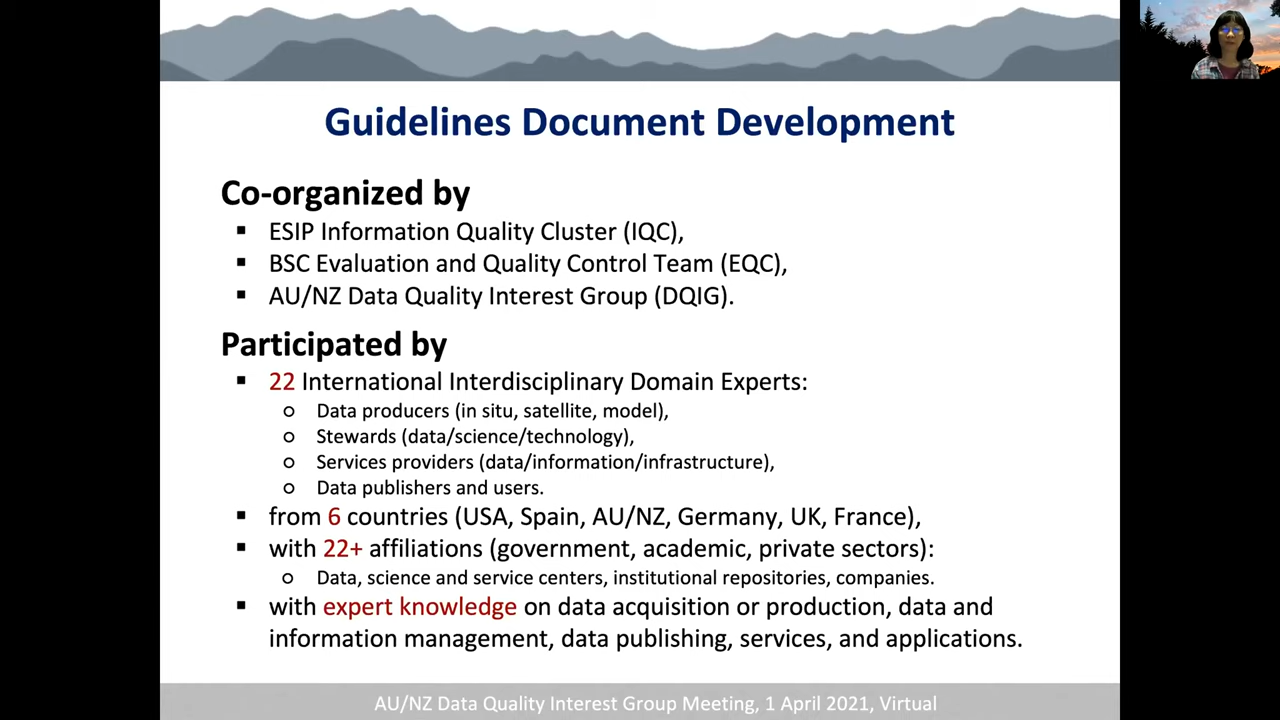 Guidelines Document Development
Co-organized by
▪ ESIP Information Quality Cluster (IQC),
▪ BSC Evaluation and Quality Control Team (EQC),
▪ AU/NZ Data Quality Interest Group (DQIG).
Participated by
▪ 22 International Interdisciplinary Domain Experts:
○ Data producers (in situ, satellite, model),
○ Stewards (data/science/technology),
○ Services providers (data/information/infrastructure),
○ Data publishers and users.
▪ from 6 countries (USA, Spain, AU/NZ, Germany, UK, France),
▪ with 22+ affiliations (government, academic, private sectors):
○ Data, science and service centers, institutional repositories, companies.
▪ with expert knowledge on data acquisition or production, data and
information management, data publishing, services, and applications.
AU/NZ Data Quality Interest Group Meeting, 1 April 2021, Virtual